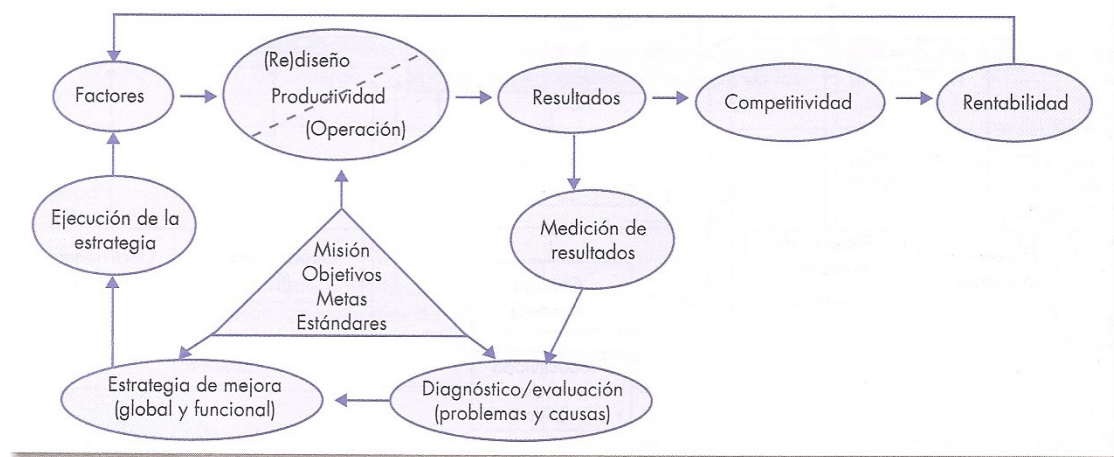 (Re)diseño
Factores
Productividad
Resultados
Competitividad
Rentabilidad
(Operación)
Ejecución de la
estrategia
Misión
Objetivos
Metas
Estándares
Medición de
resultados
Estrategia de mejora
(global y funcional)
Diagnóstico/evaluación
(problemas y causas)